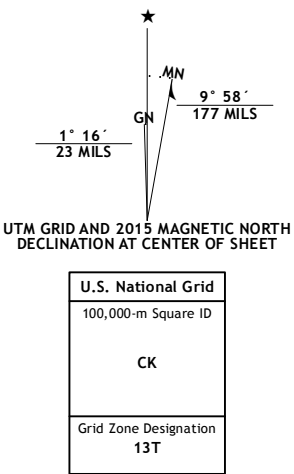 ★
MN
GN
1° 16´
23 MILS
9° 58´
177 MILS
UTM GRID AND 2015 MAGNETIC NORTH
DECLINATION AT CENTER OF SHEET
U.S. National Grid
100,000-m Square ID
CK
Grid Zone Designation
13T